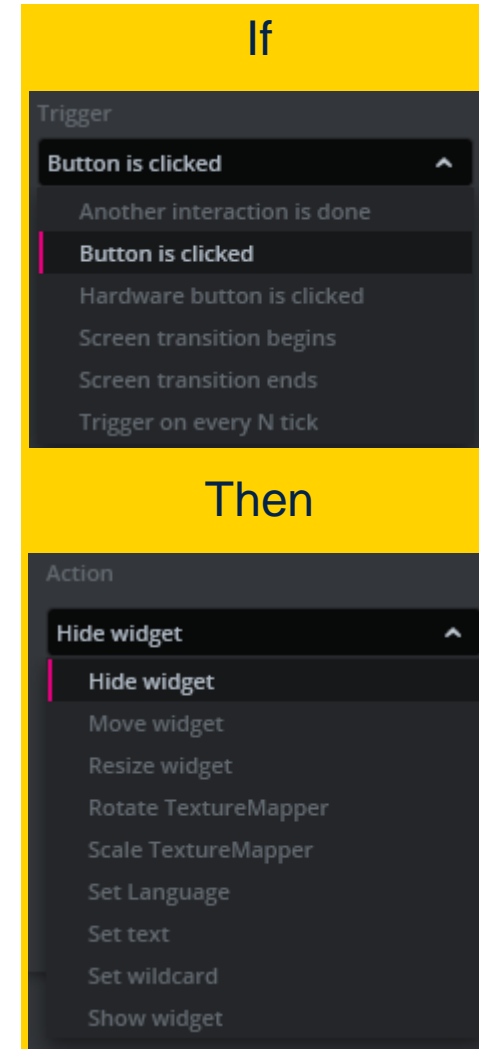 If
Trigger
Button is clicked
Another interaction is done
Button is clicked
Hardware button is clicked
Screen transition begins
Screen transition ends
Trigger on every N tick
Then
Action
Hide widget
Hide widget
Move widget
Resize widget
Rotate TextureMapper
Scale TextureMapper
Set Language
Set text
Set wildcard
Show widget